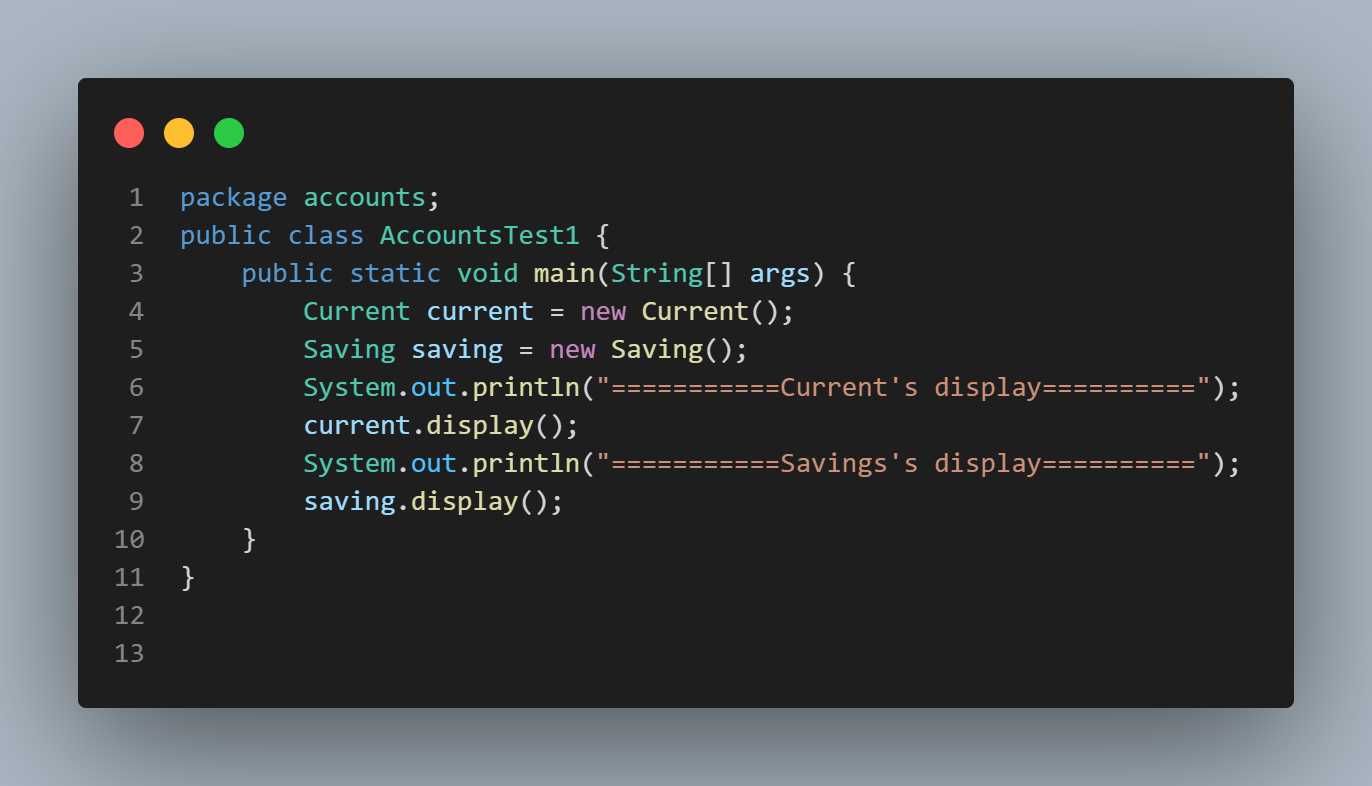 1 package accounts;
2 public class AccountsTest1 {
3     public static void main(String[] args) {
4         Current current = new Current();
5         Saving saving = new Saving();
6         System.out.println("===========Current's display==========");
7         current.display();
8         System.out.println("===========Savings's display==========");
9         saving.display();
10     }
11 }
12
13